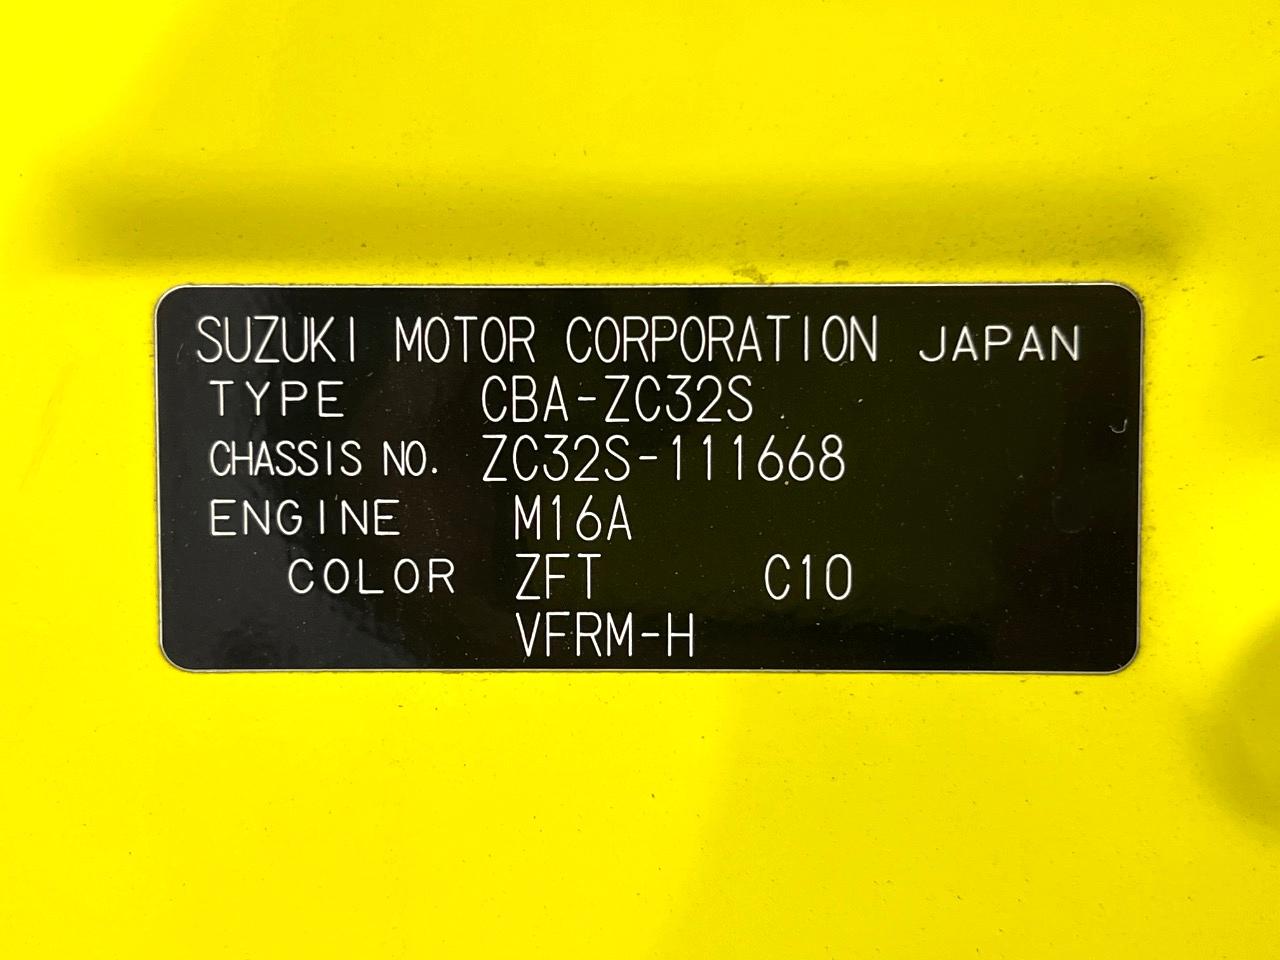 SUZUKI MOTOR CORPORATION JAPAN
TYPE CBA-ZC32S
CHASSIS NO. ZC32S-111668
ENGINE M16A
COLOR ZFT C10
VFRM-H